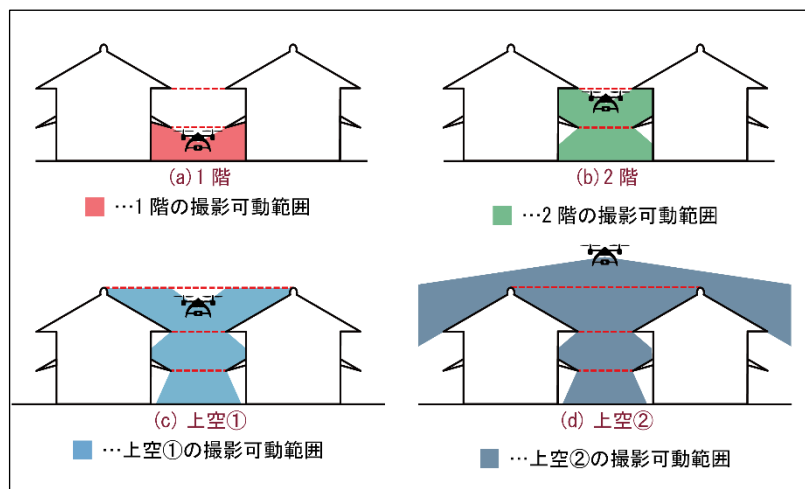 (a)1 階
…1 階の撮影可動範囲
(b)2 階
…2 階の撮影可動範囲
(c) 上空①
…上空①の撮影可動範囲
(d) 上空②
…上空②の撮影可動範囲